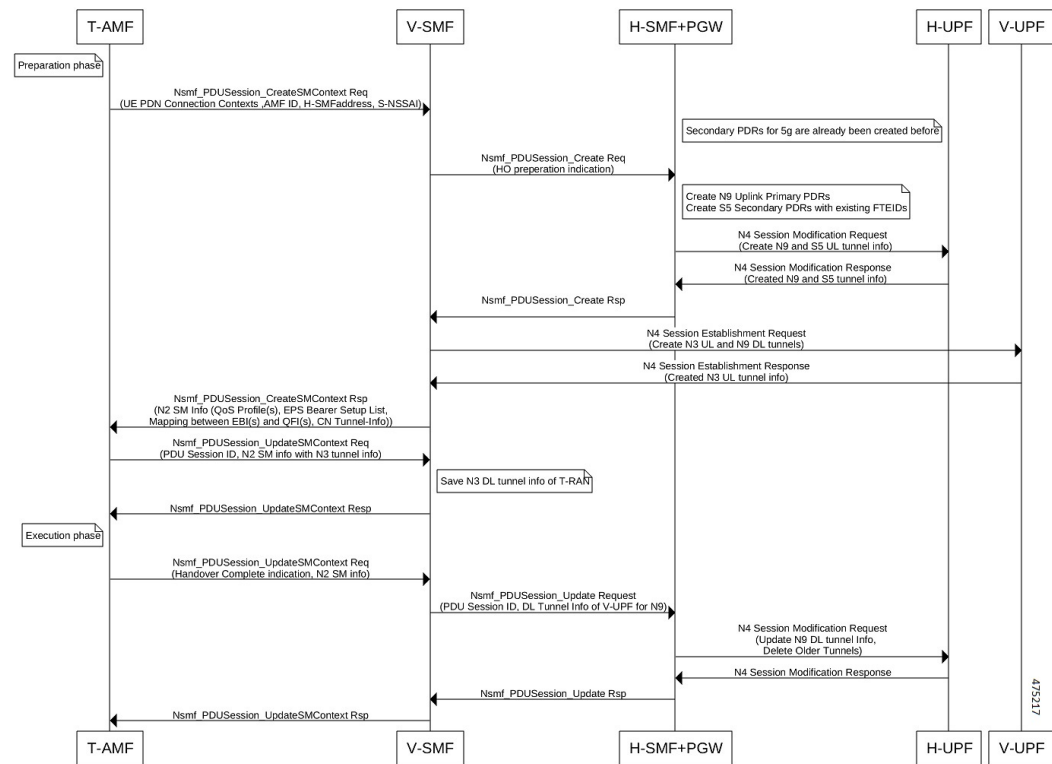 T-AMF
V-SMF
H-SMF+PGW
H-UPF
V-UPF
Preparation phase
Nsmf_PDUSession_CreateSMContext Req
(UE PDN Connection Contexts ,AMF ID, H-SMFaddress, S-NSSAI)
Secondary PDRs for 5g are already been created before
Nsmf_PDUSession_Create Req
(HO preperation indication)
Create N9 Uplink Primary PDRs
Create S5 Secondary PDRs with existing FTEIDs
N4 Session Modification Request
(Create N9 and S5 UL tunnel info)
N4 Session Modification Response
(Created N9 and S5 tunnel info)
Nsmf_PDUSession_Create Rsp
N4 Session Establishment Request
(Create N3 UL and N9 DL tunnels)
N4 Session Establishment Response
(Created N3 UL tunnel info)
Nsmf_PDUSession_CreateSMContext Rsp
(N2 SM Info (QoS Profile(s), EPS Bearer Setup List,
Mapping between EBI(s) and QFI(s), CN Tunnel-Info))
Nsmf_PDUSession_UpdateSMContext Req
(PDU Session ID, N2 SM info with N3 tunnel info)
Save N3 DL tunnel info of T-RAN
Nsmf_PDUSession_UpdateSMContext Resp
Execution phase
Nsmf_PDUSession_UpdateSMContext Req
(Handover Complete indication, N2 SM info)
Nsmf_PDUSession_Update Request
(PDU Session ID, DL Tunnel Info of V-UPF for N9)
N4 Session Modification Request
(Update N9 DL tunnel Info,
Delete Older Tunnels)
N4 Session Modification Response
Nsmf_PDUSession_Update Rsp
Nsmf_PDUSession_UpdateSMContext Rsp
475217
T-AMF
V-SMF
H-SMF+PGW
H-UPF
V-UPF